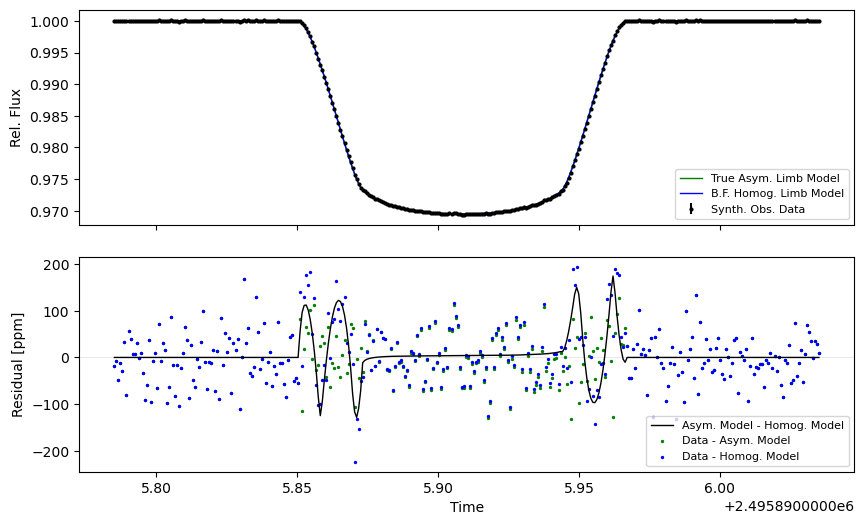 1.000
0.995
0.990
0.985
0.980
0.975
0.970
Rel. Flux
True Asym. Limb Model
B.F. Homog. Limb Model
Synth. Obs. Data
200
100
0
−100
−200
Residual [ppm]
Asym. Model - Homog. Model
Data - Asym. Model
Data - Homog. Model
5.80
5.85
5.90
5.95
6.00
Time
+2.4958900000e6